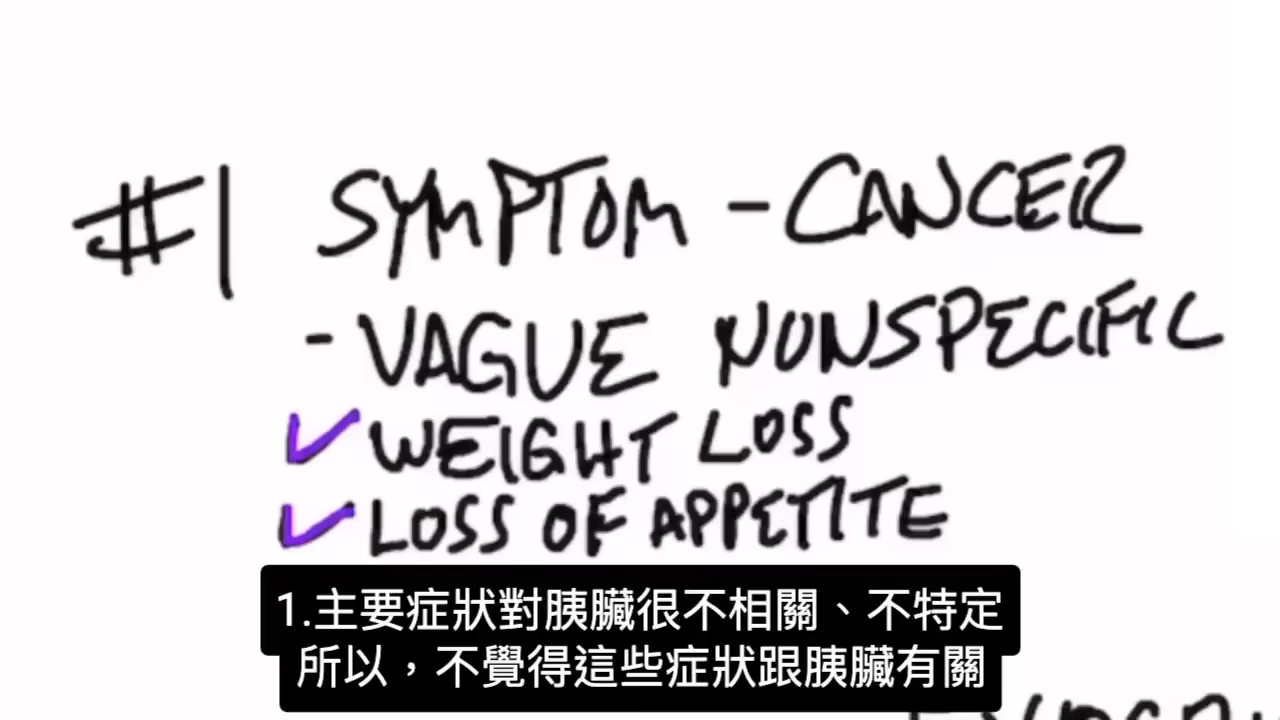 #1 SYMPTOM - CANCER
- VAGUE NONSPECIFIC
✓ WEIGHT LOSS
✓ LOSS OF APPETITE
1.主要症狀對胰臟很不相關、不特定
所以，不覺得這些症狀跟胰臟有關